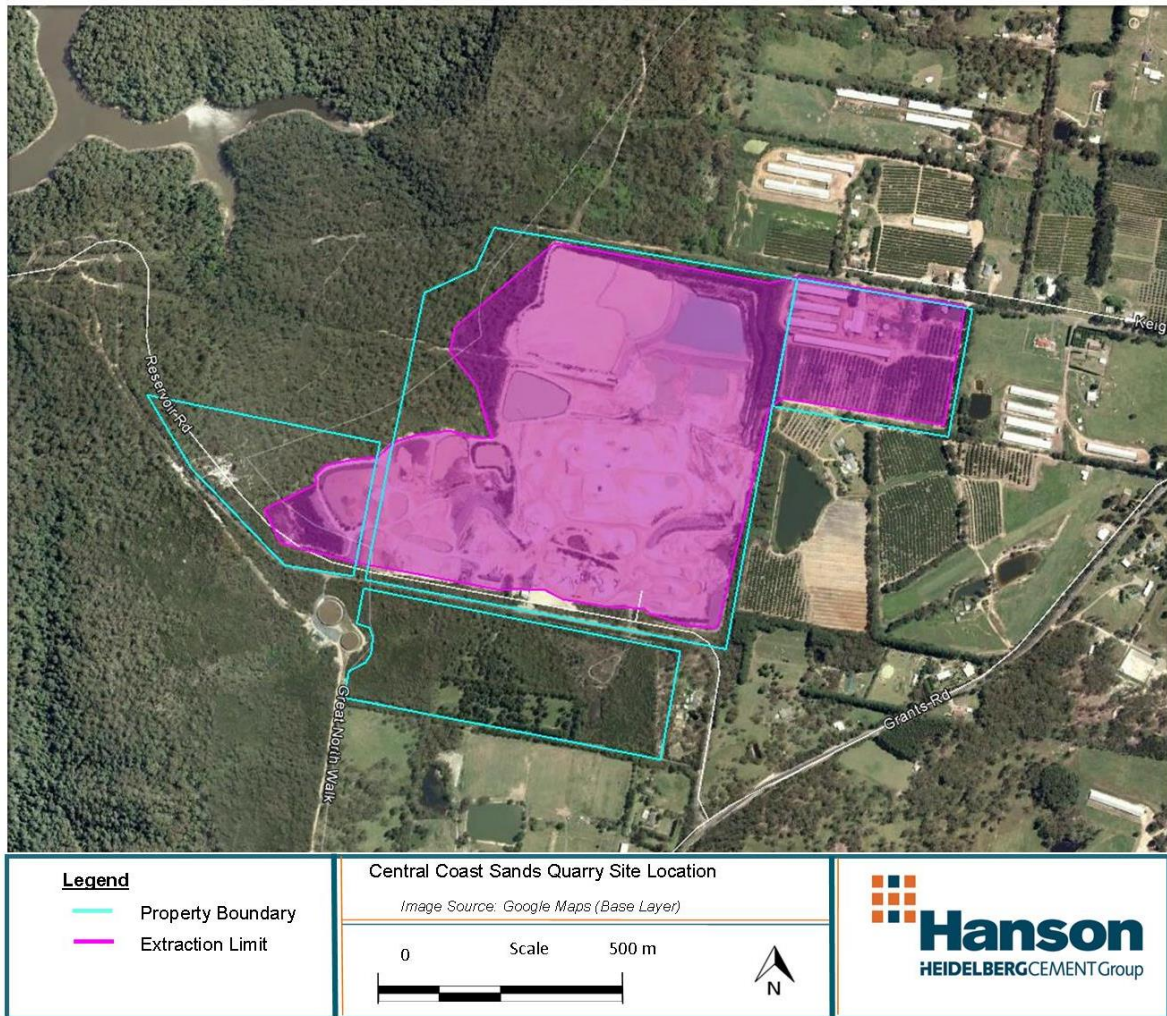 Reservoir-Rd
Keig
Great North Walk
Grants-Rd
Legend
Property Boundary
Extraction Limit
Central Coast Sands Quarry Site Location
Image Source: Google Maps (Base Layer)
0 Scale 500 m
N
Hanson
HEIDELBERGCEMENTGroup